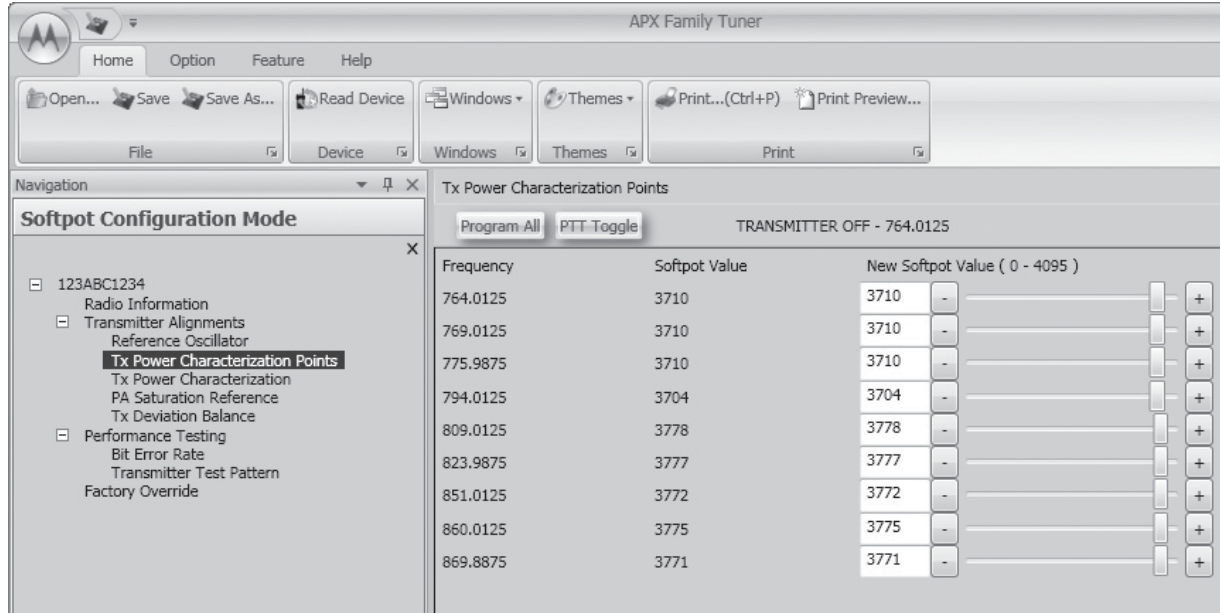 APX Family Tuner
Home Option Feature Help
Open... Save Save As... Read Device Windows Themes Print...(Ctrl+P) Print Preview...
File Device Windows Themes Print
Navigation
Softpot Configuration Mode
123ABC1234
Radio Information
Transmitter Alignments
Reference Oscillator
Tx Power Characterization Points
Tx Power Characterization
PA Saturation Reference
Tx Deviation Balance
Performance Testing
Bit Error Rate
Transmitter Test Pattern
Factory Override
Tx Power Characterization Points
Program All PTT Toggle TRANSMITTER OFF - 764.0125
Frequency Softpot Value New Softpot Value ( 0 - 4095 )
764.0125 3710 3710 - +
769.0125 3710 3710 - +
775.9875 3710 3710 - +
794.0125 3704 3704 - +
809.0125 3778 3778 - +
823.9875 3777 3777 - +
851.0125 3772 3772 - +
860.0125 3775 3775 - +
869.8875 3771 3771 - +